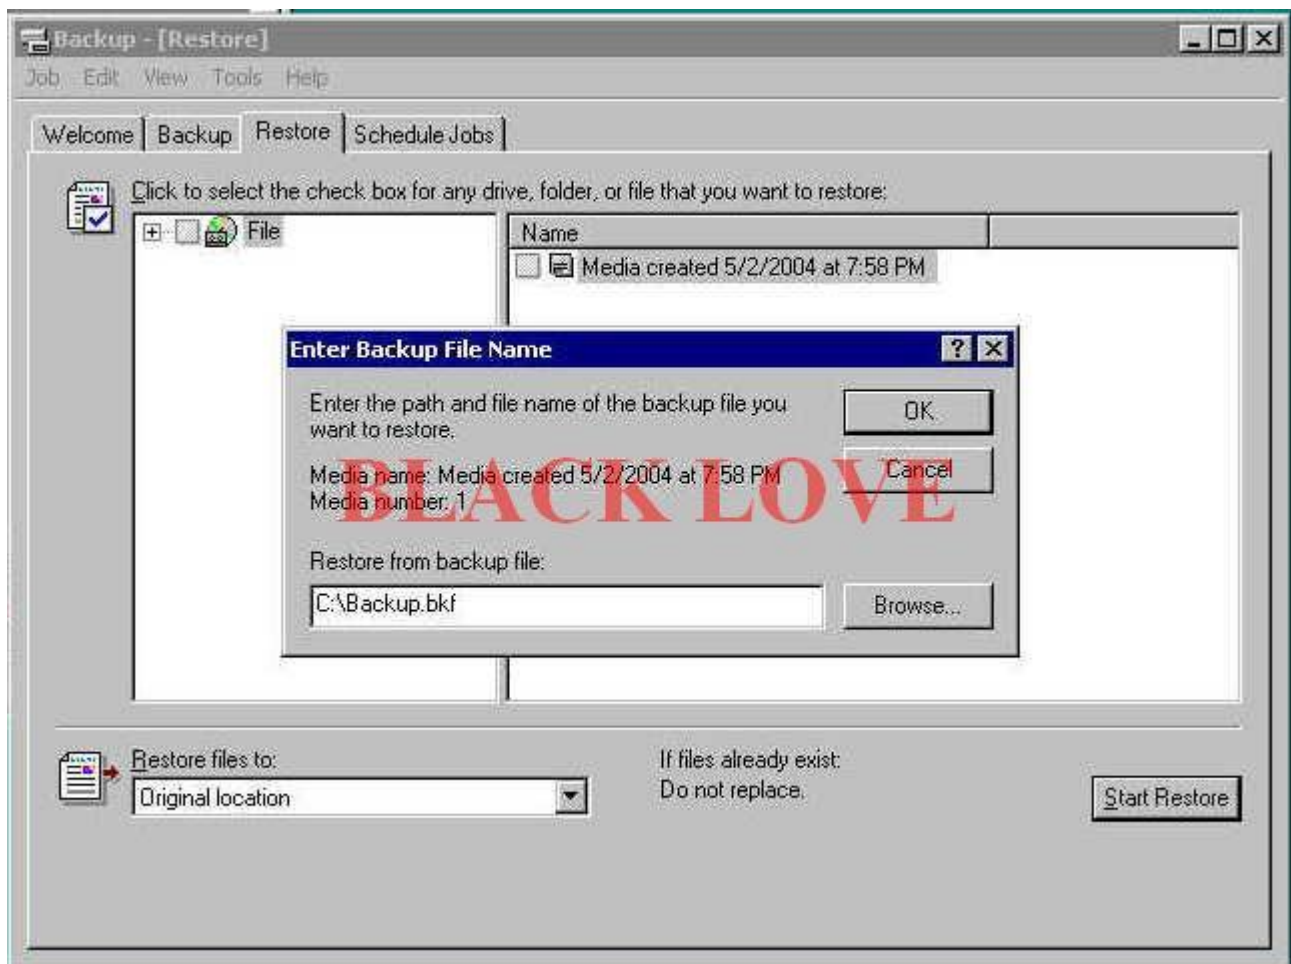 Backup - [Restore]
Job Edit View Tools Help
Welcome Backup Restore Schedule Jobs
Click to select the check box for any drive, folder, or file that you want to restore:
File
Name
Media created 5/2/2004 at 7:58 PM
Enter Backup File Name
Enter the path and file name of the backup file you
want to restore.
OK
Media name: Media created 5/2/2004 at 7:58 PM
Media number: 1
Cancel
BLACK LOVE
Restore from backup file:
C:\Backup.bkf
Browse...
Restore files to:
Original location
If files already exist:
Do not replace.
Start Restore